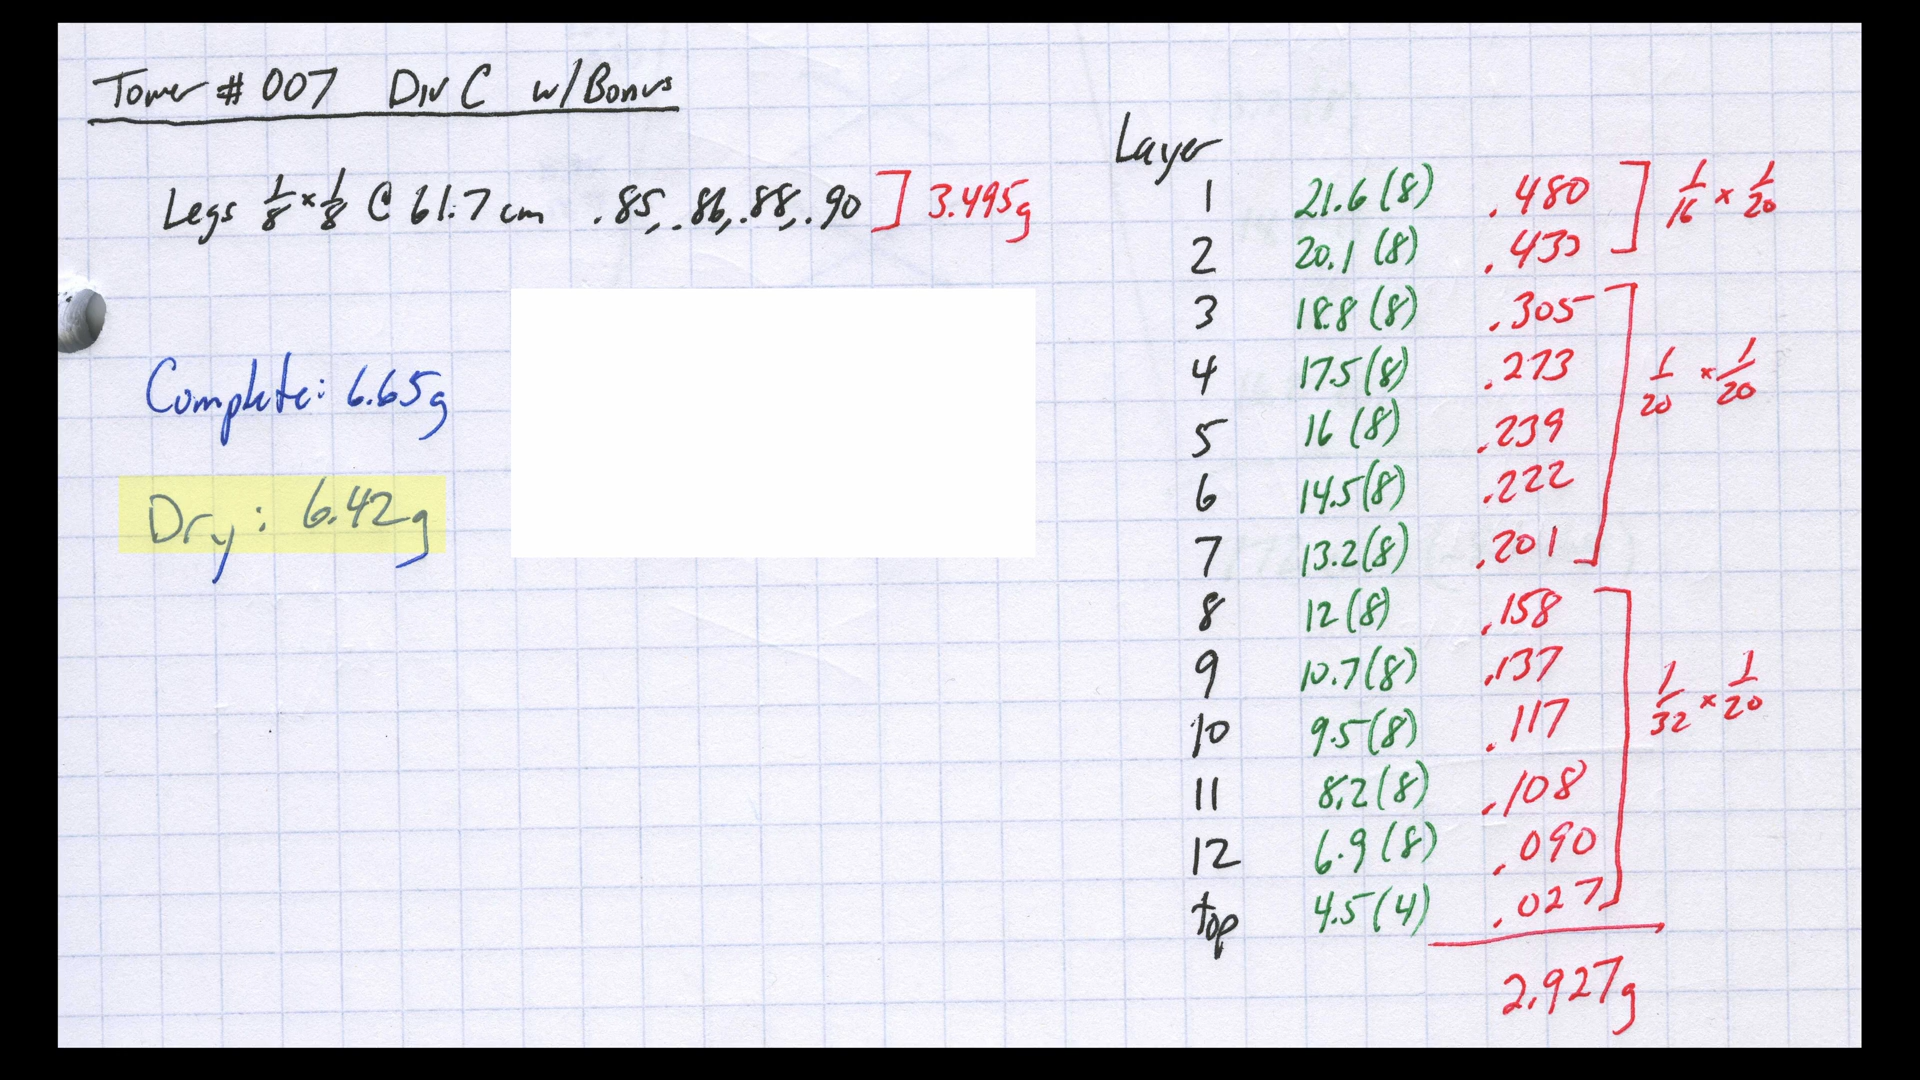 Tower # 007 Div C w/Bonus
Legs 1/8 × 1/8 @ 61.7 cm .85, .86, .88, .90 ] 3.495g
Complete: 6.65g
Dry: 6.42g
Layer
1 21.6 (8) .480
2 20.1 (8) .433
] 1/16 × 1/20
3 18.8 (8) .305
4 17.5 (8) .273
5 16 (8) .239
6 14.5 (8) .222
7 13.2 (8) .201
] 1/20 × 1/20
8 12 (8) .158
9 10.7 (8) .137
10 9.5 (8) .117
11 8.2 (8) .108
12 6.9 (8) .090
top 4.5 (4) .027
] 1/32 × 1/20
2.927g